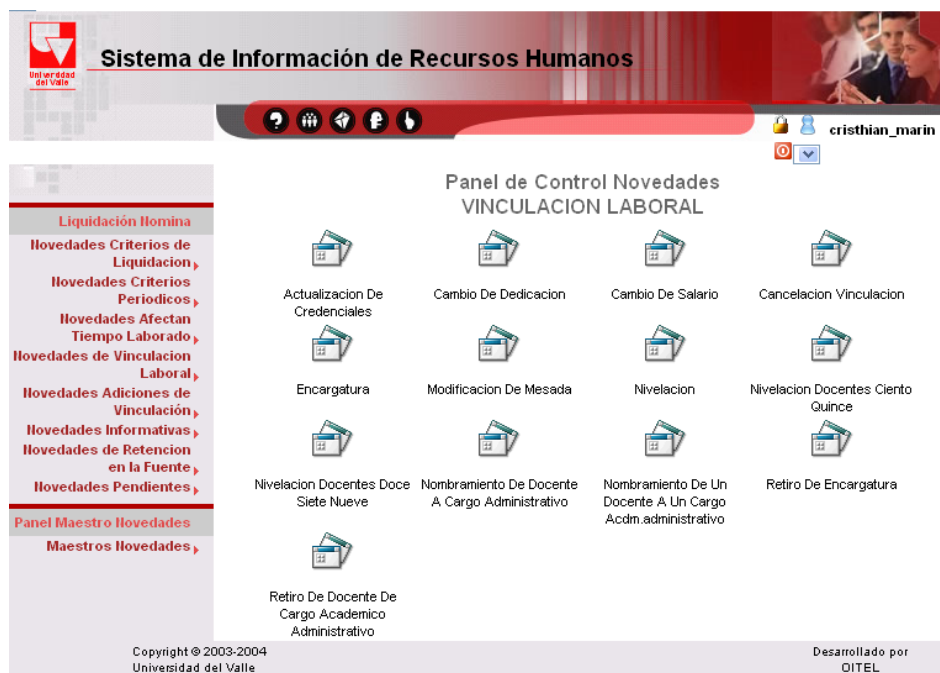 Universidad
del Valle
Sistema de Información de Recursos Humanos
cristhian_marin
Panel de Control Novedades
VINCULACION LABORAL
Liquidación Nomina
Novedades Criterios de
Liquidacion
Novedades Criterios
Periodicos
Novedades Afectan
Tiempo Laborado
Novedades de Vinculacion
Laboral
Novedades Adiciones de
Vinculación
Novedades Informativas
Novedades de Retencion
en la Fuente
Novedades Pendientes
Panel Maestro Novedades
Maestros Novedades
Actualizacion De
Credenciales
Cambio De Dedicacion
Cambio De Salario
Cancelacion Vinculacion
Encargatura
Modificacion De Mesada
Nivelacion
Nivelacion Docentes Ciento
Quince
Nivelacion Docentes Doce
Siete Nueve
Nombramiento De Docente
A Cargo Administrativo
Nombramiento De Un
Docente A Un Cargo
Acdm.administrativo
Retiro De Encargatura
Retiro De Docente De
Cargo Academico
Administrativo
Copyright © 2003-2004
Universidad del Valle
Desarrollado por
OITEL